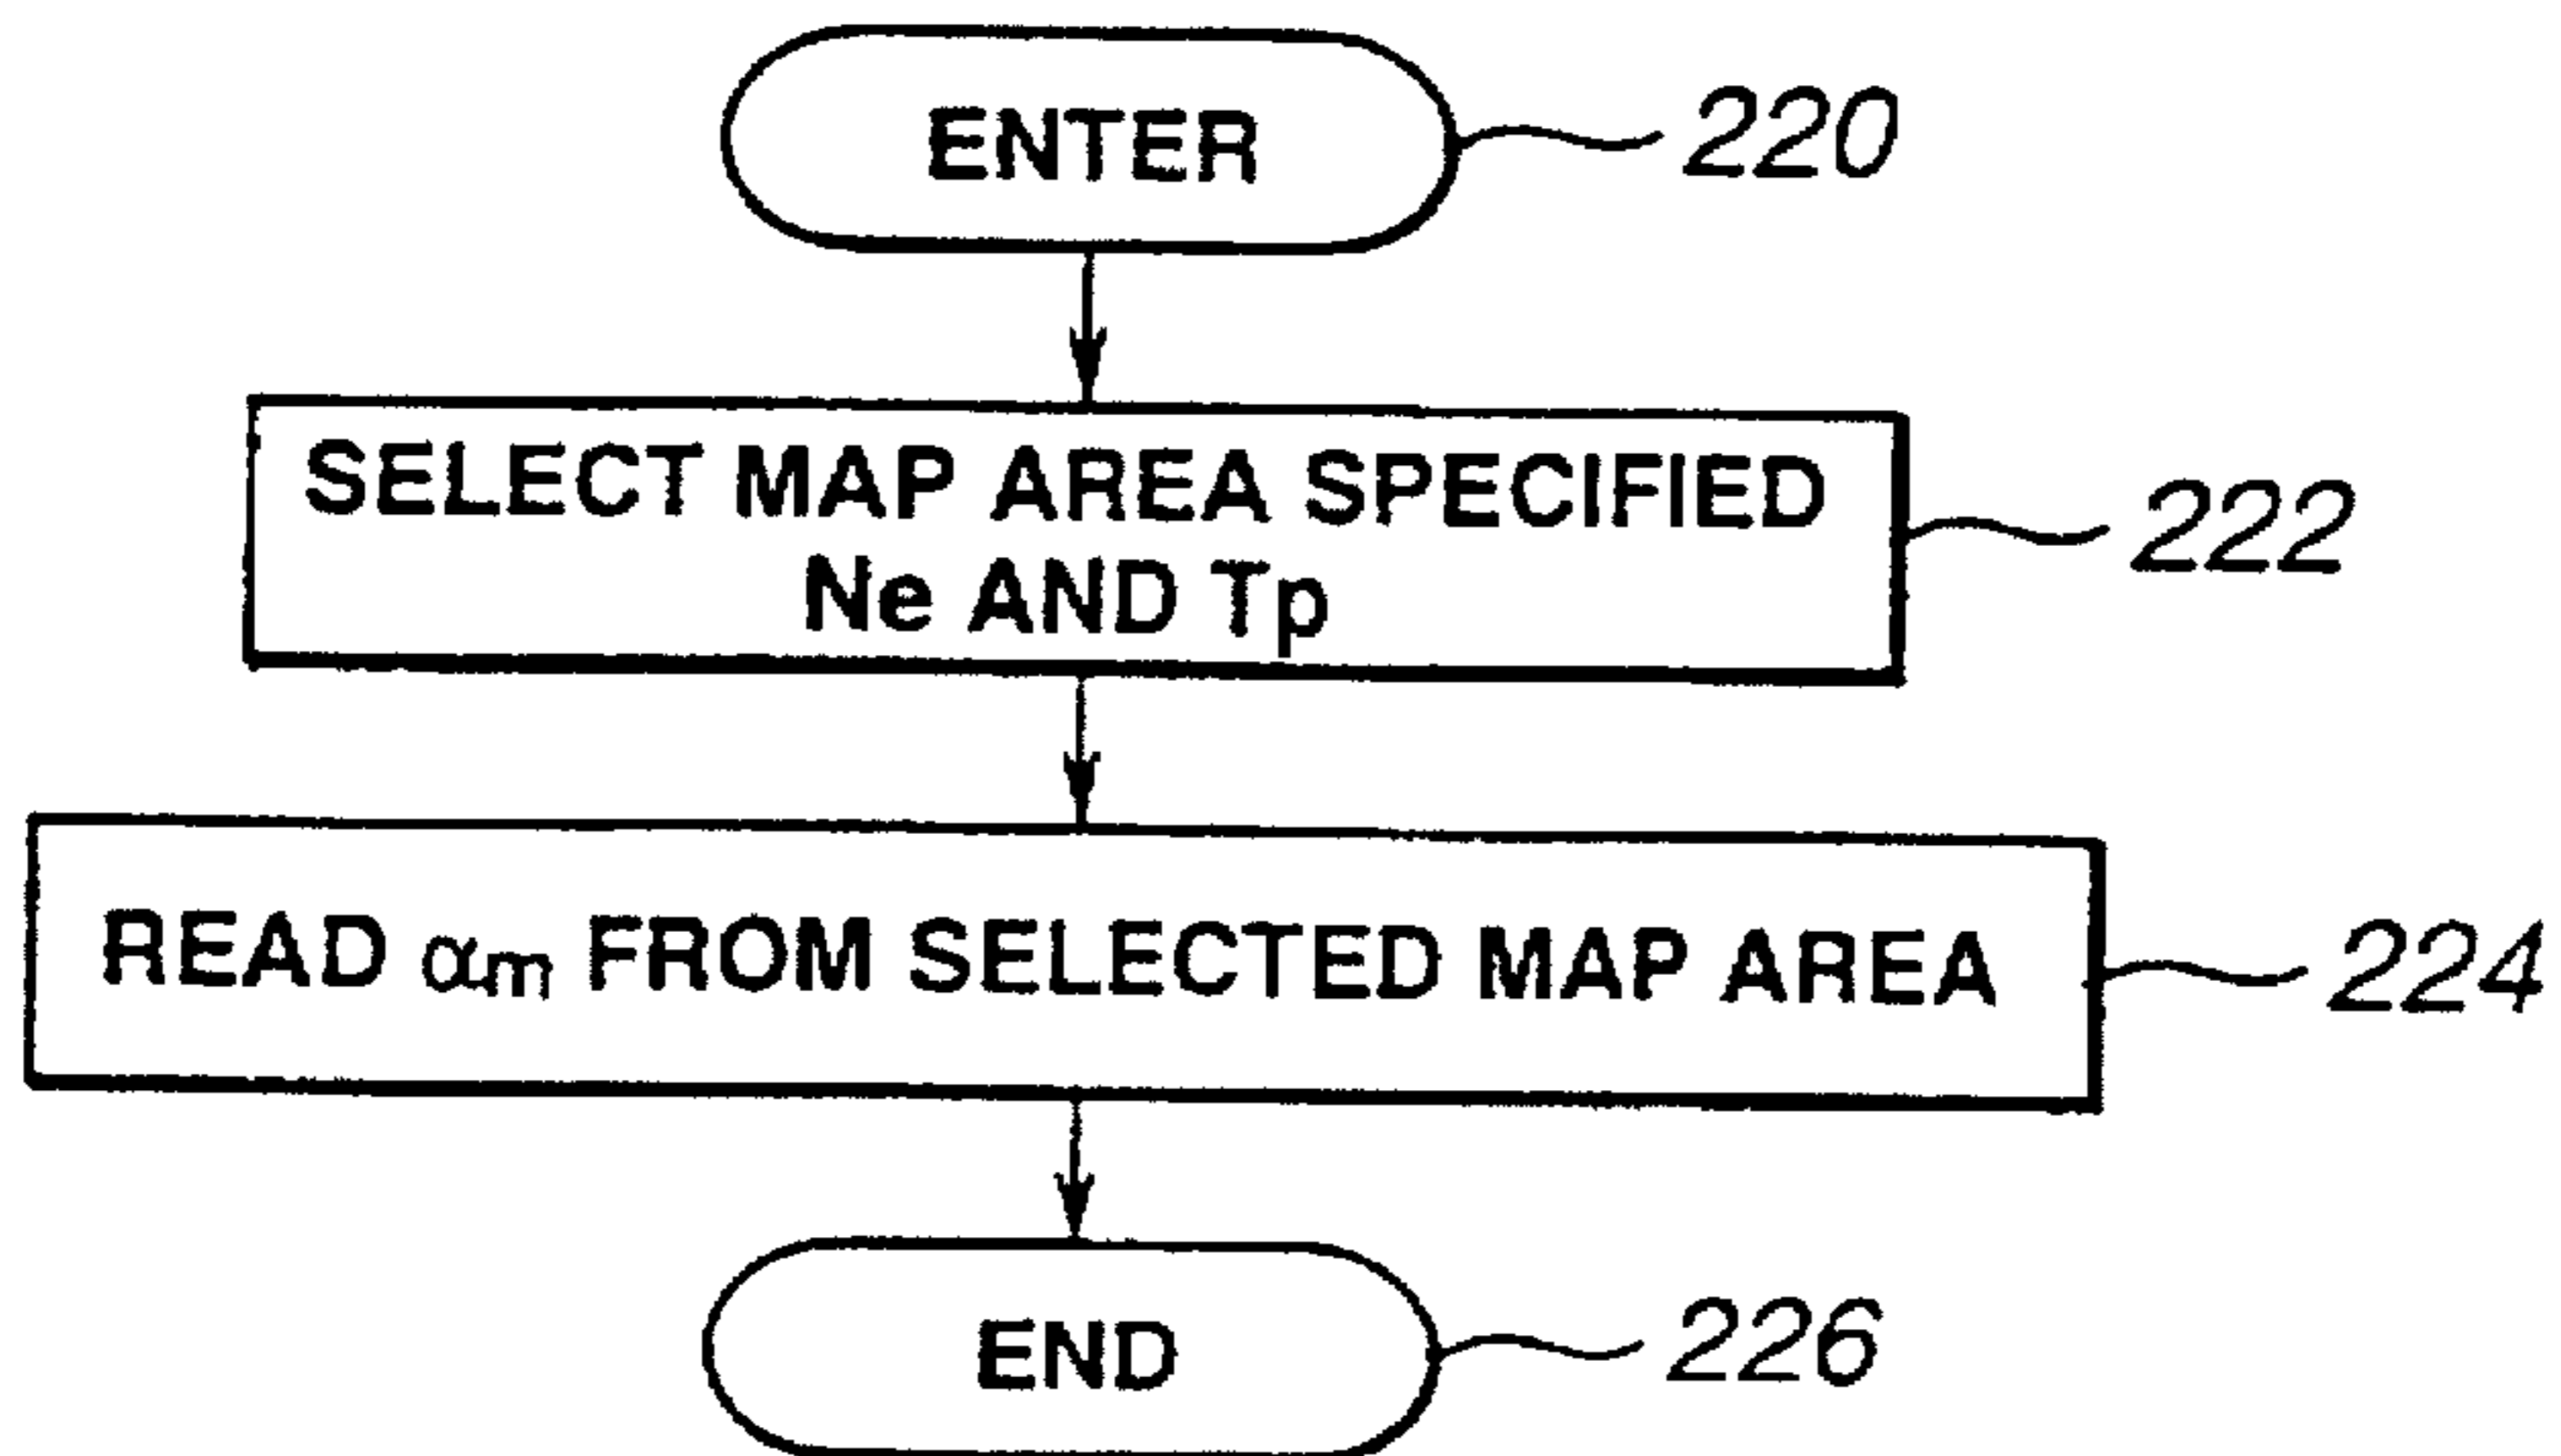 ENTER
220
SELECT MAP AREA SPECIFIED
Ne AND Tp
222
READ αm FROM SELECTED MAP AREA
224
END
226